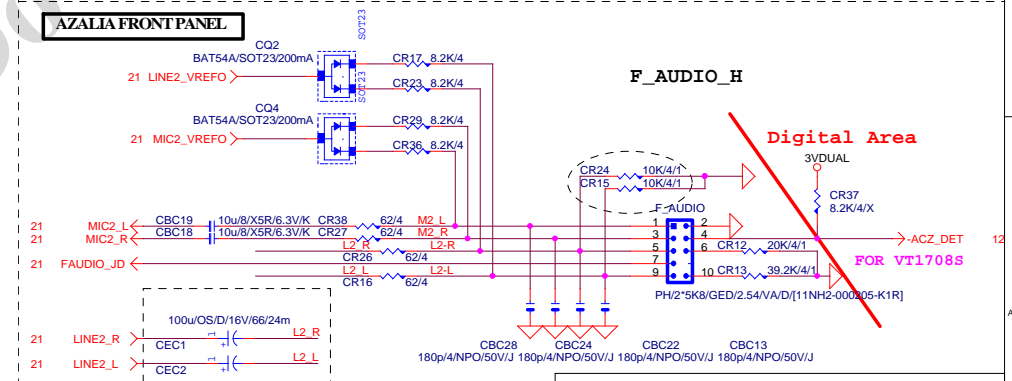 AZALIA FRONT PANEL
SOT23
CQ2
BAT54A/SOT23/200mA
CR17 8.2K/4
21 LINE2_VREFO
CR23 8.2K/4
SOT23
F_AUDIO_H
CQ4
BAT54A/SOT23/200mA
CR29 8.2K/4
21 MIC2_VREFO
CR36 8.2K/4
Digital Area
3VDUAL
CR24 10K/4/1
CR15 10K/4/1
CR37
8.2K/4/X
F_AUDIO
21 MIC2_L CBC19 10u/8/X5R/6.3V/K CR38 62/4 M2_L 1 2
21 MIC2_R CBC18 10u/8/X5R/6.3V/K CR27 62/4 M2_R 3 4 -ACZ_DET 12
L2_R L2-R 5 6 CR12 20K/4/1
21 FAUDIO_JD CR26 62/4 7 FOR VT1708S
L2_L L2-L 9 10 CR13 39.2K/4/1
CR16 62/4
PH/2*5K8/GED/2.54/VA/D/[11NH2-000205-K1R]
100u/OS/D/16V/66/24m
21 LINE2_R 1 L2_R
CEC1
21 LINE2_L 1 L2_L
CEC2
CBC28 CBC24 CBC22 CBC13
180p/4/NPO/50V/J 180p/4/NPO/50V/J 180p/4/NPO/50V/J 180p/4/NPO/50V/J
A